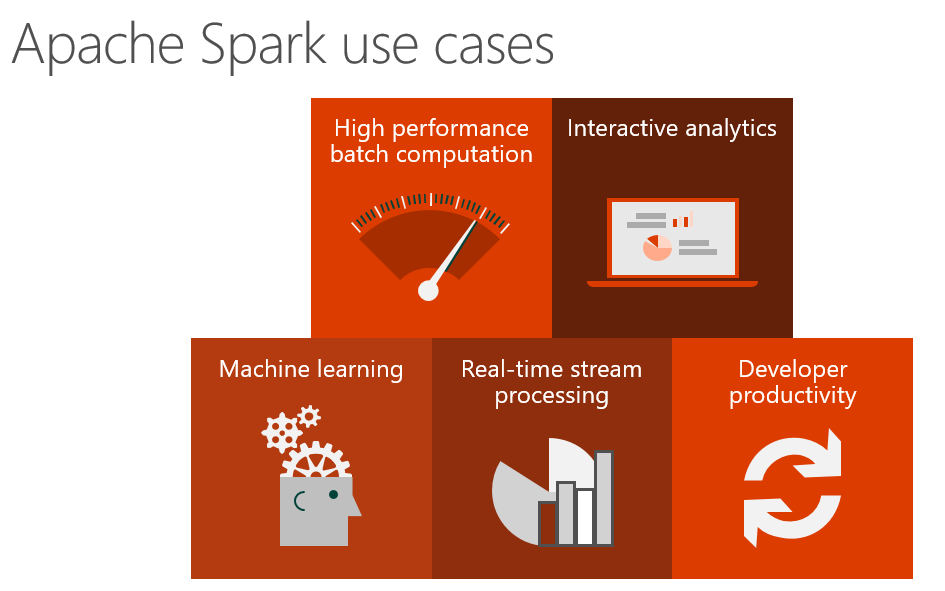 Apache Spark use cases
High performance
batch computation
Interactive analytics
Machine learning
Real-time stream
processing
Developer
productivity